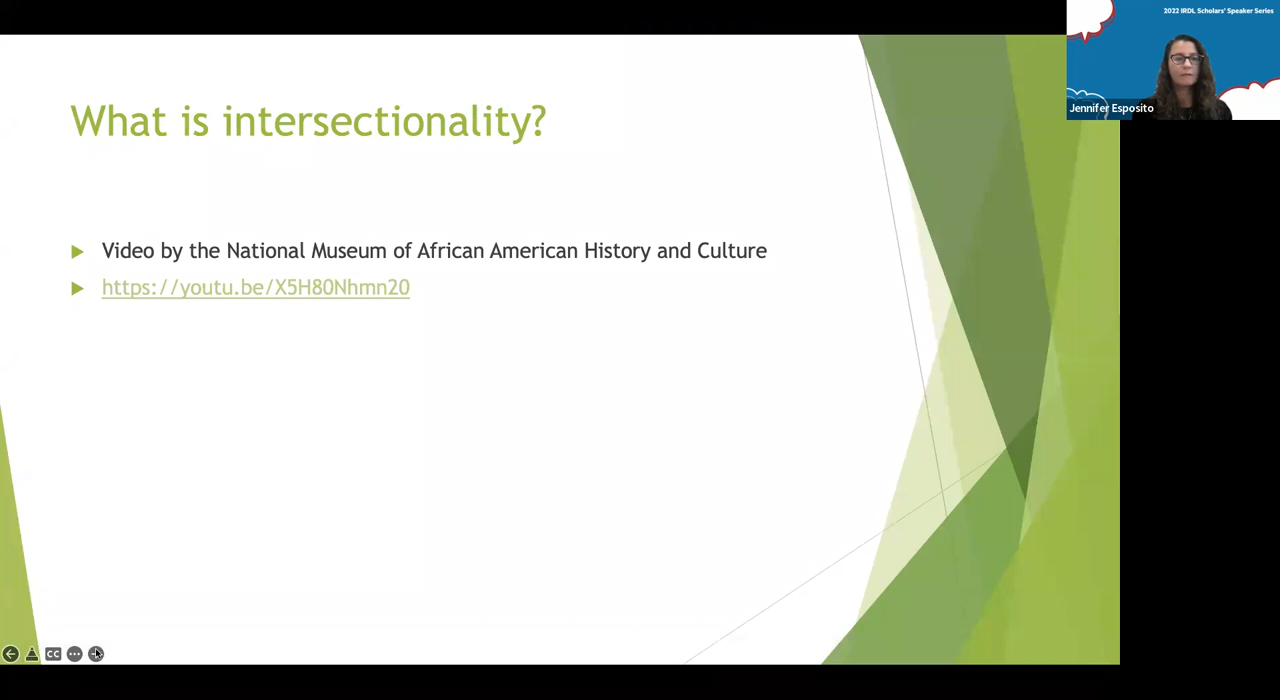 2022 IRDL Scholars' Speaker Series
Jennifer Esposito
What is intersectionality?
Video by the National Museum of African American History and Culture
https://youtu.be/X5H80Nhmn20
CC